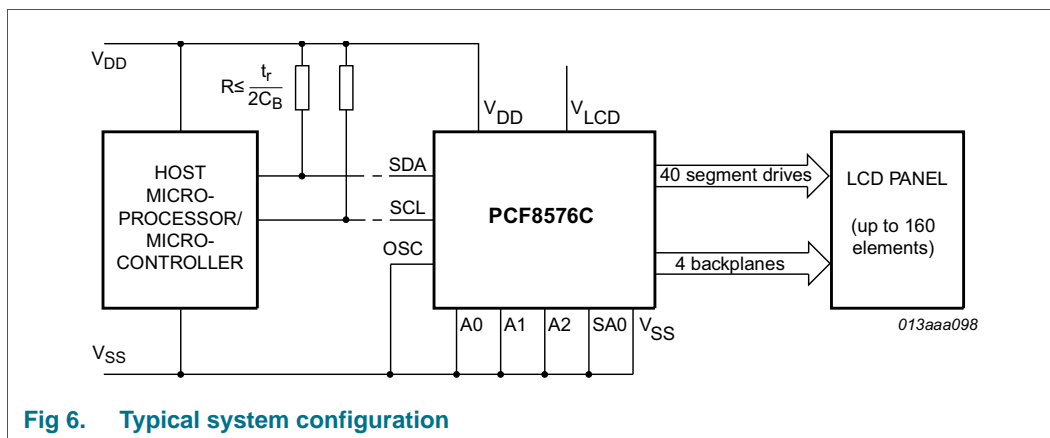 VDD
R≤ tr
2CB
VDD
VLCD
HOST
MICRO-
PROCESSOR/
MICRO-
CONTROLLER
SDA
SCL
OSC
PCF8576C
40 segment drives
4 backplanes
LCD PANEL
(up to 160
elements)
A0 A1 A2 SA0 VSS
013aaa098
VSS
Fig 6. Typical system configuration